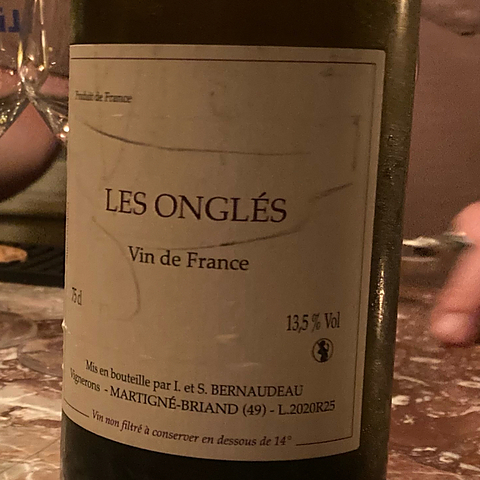 Produit de France
LES ONGLÉS
Vin de France
75 cl
13,5 % Vol
Mis en bouteille par I. et S. BERNAUDEAU
Vignerons - MARTIGNÉ-BRIAND (49) - L.2020R25
Vin non filtré à conserver en dessous de 14°